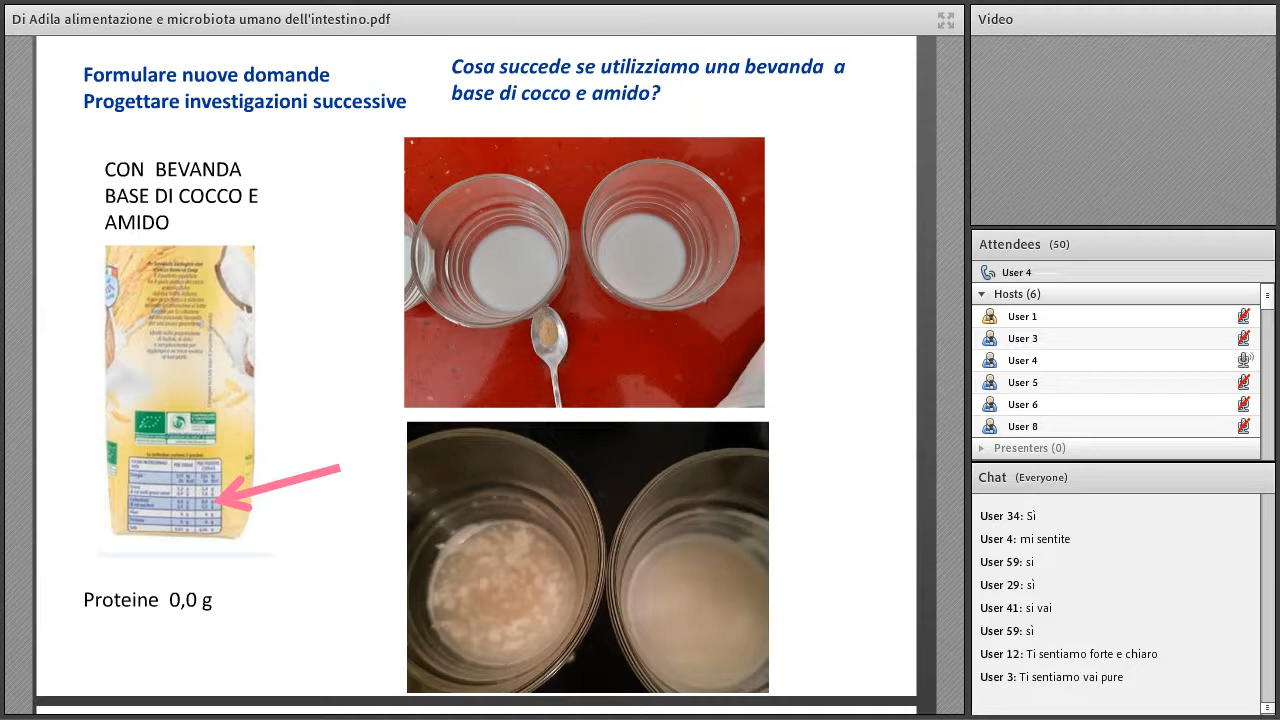 Di Adila alimentazione e microbiota umano dell'intestino.pdf
Formulare nuove domande
Progettare investigazioni successive
Cosa succede se utilizziamo una bevanda  a
base di cocco e amido?
CON  BEVANDA
BASE DI COCCO E
AMIDO
Proteine  0,0 g
Video
Attendees (50)
User 4
Hosts (6)
User 1
User 3
User 4
User 5
User 6
User 8
Presenters (0)
Chat (Everyone)
User 34: Sì
User 4: mi sentite
User 59: si
User 29: sì
User 41: si vai
User 59: sì
User 12: Ti sentiamo forte e chiaro
User 3: Ti sentiamo vai pure